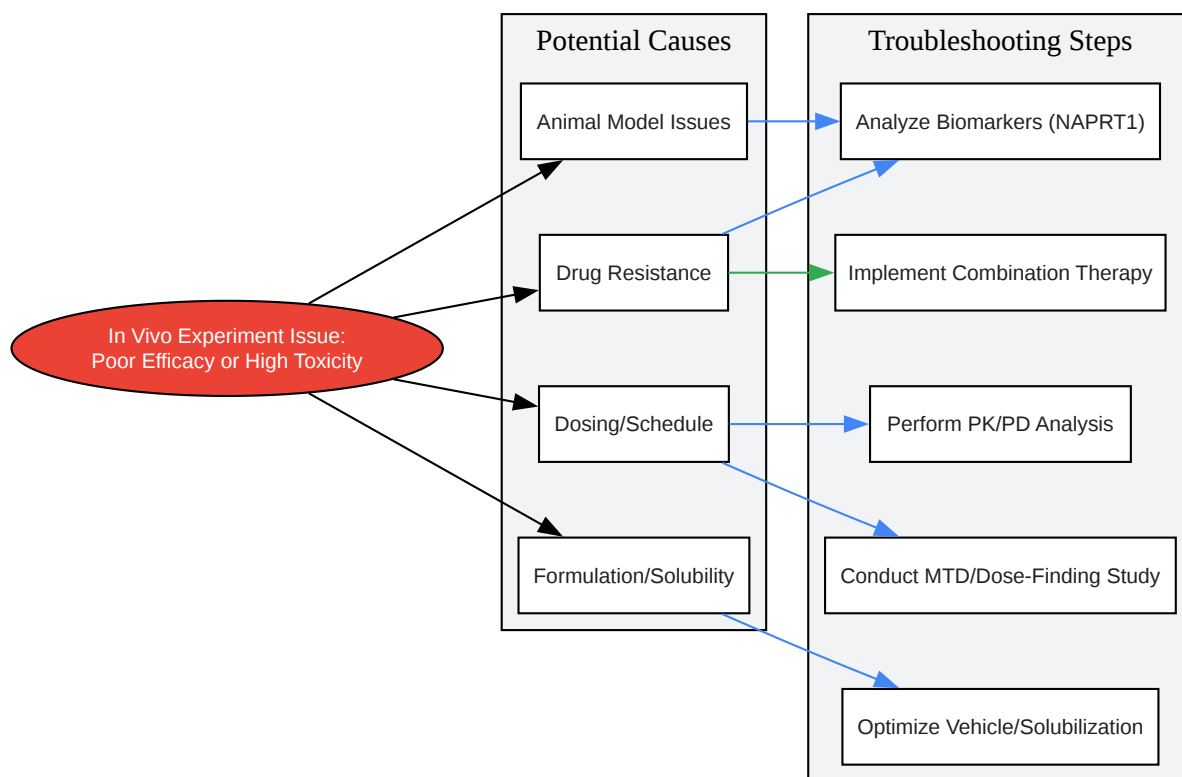 Potential Causes
Troubleshooting Steps
Animal Model Issues
Analyze Biomarkers (NAPRT1)
Drug Resistance
Implement Combination Therapy
In Vivo Experiment Issue:
Poor Efficacy or High Toxicity
Dosing/Schedule
Perform PK/PD Analysis
Formulation/Solubility
Conduct MTD/Dose-Finding Study
Optimize Vehicle/Solubilization